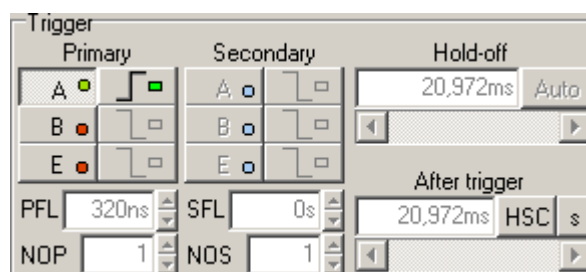 Trigger
Primary Secondary Hold-off
A A 20,972ms Auto
B B
E E After trigger
PFL 320ns SFL 0s 20,972ms HSC s
NOP 1 NOS 1